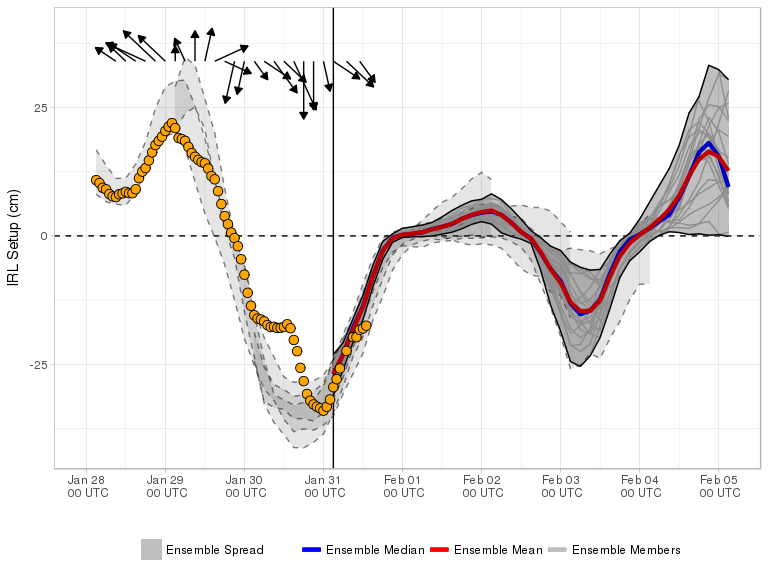 IRL Setup (cm)
25
0
-25
Jan 28 Jan 29 Jan 30 Jan 31 Feb 01 Feb 02 Feb 03 Feb 04 Feb 05
00 UTC 00 UTC 00 UTC 00 UTC 00 UTC 00 UTC 00 UTC 00 UTC 00 UTC
Ensemble Spread Ensemble Median Ensemble Mean Ensemble Members